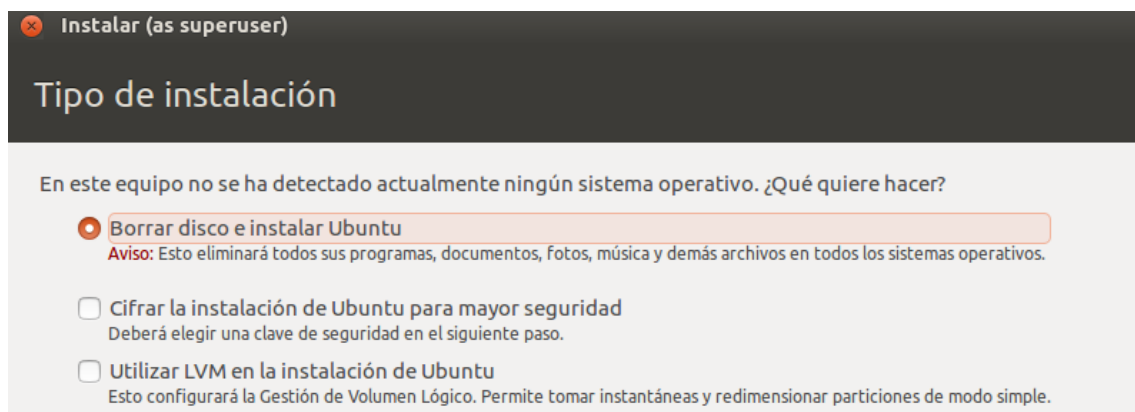 Instalar (as superuser)
Tipo de instalación
En este equipo no se ha detectado actualmente ningún sistema operativo. ¿Qué quiere hacer?
Borrar disco e instalar Ubuntu
Aviso: Esto eliminará todos sus programas, documentos, fotos, música y demás archivos en todos los sistemas operativos.
Cifrar la instalación de Ubuntu para mayor seguridad
Deberá elegir una clave de seguridad en el siguiente paso.
Utilizar LVM en la instalación de Ubuntu
Esto configurará la Gestión de Volumen Lógico. Permite tomar instantáneas y redimensionar particiones de modo simple.